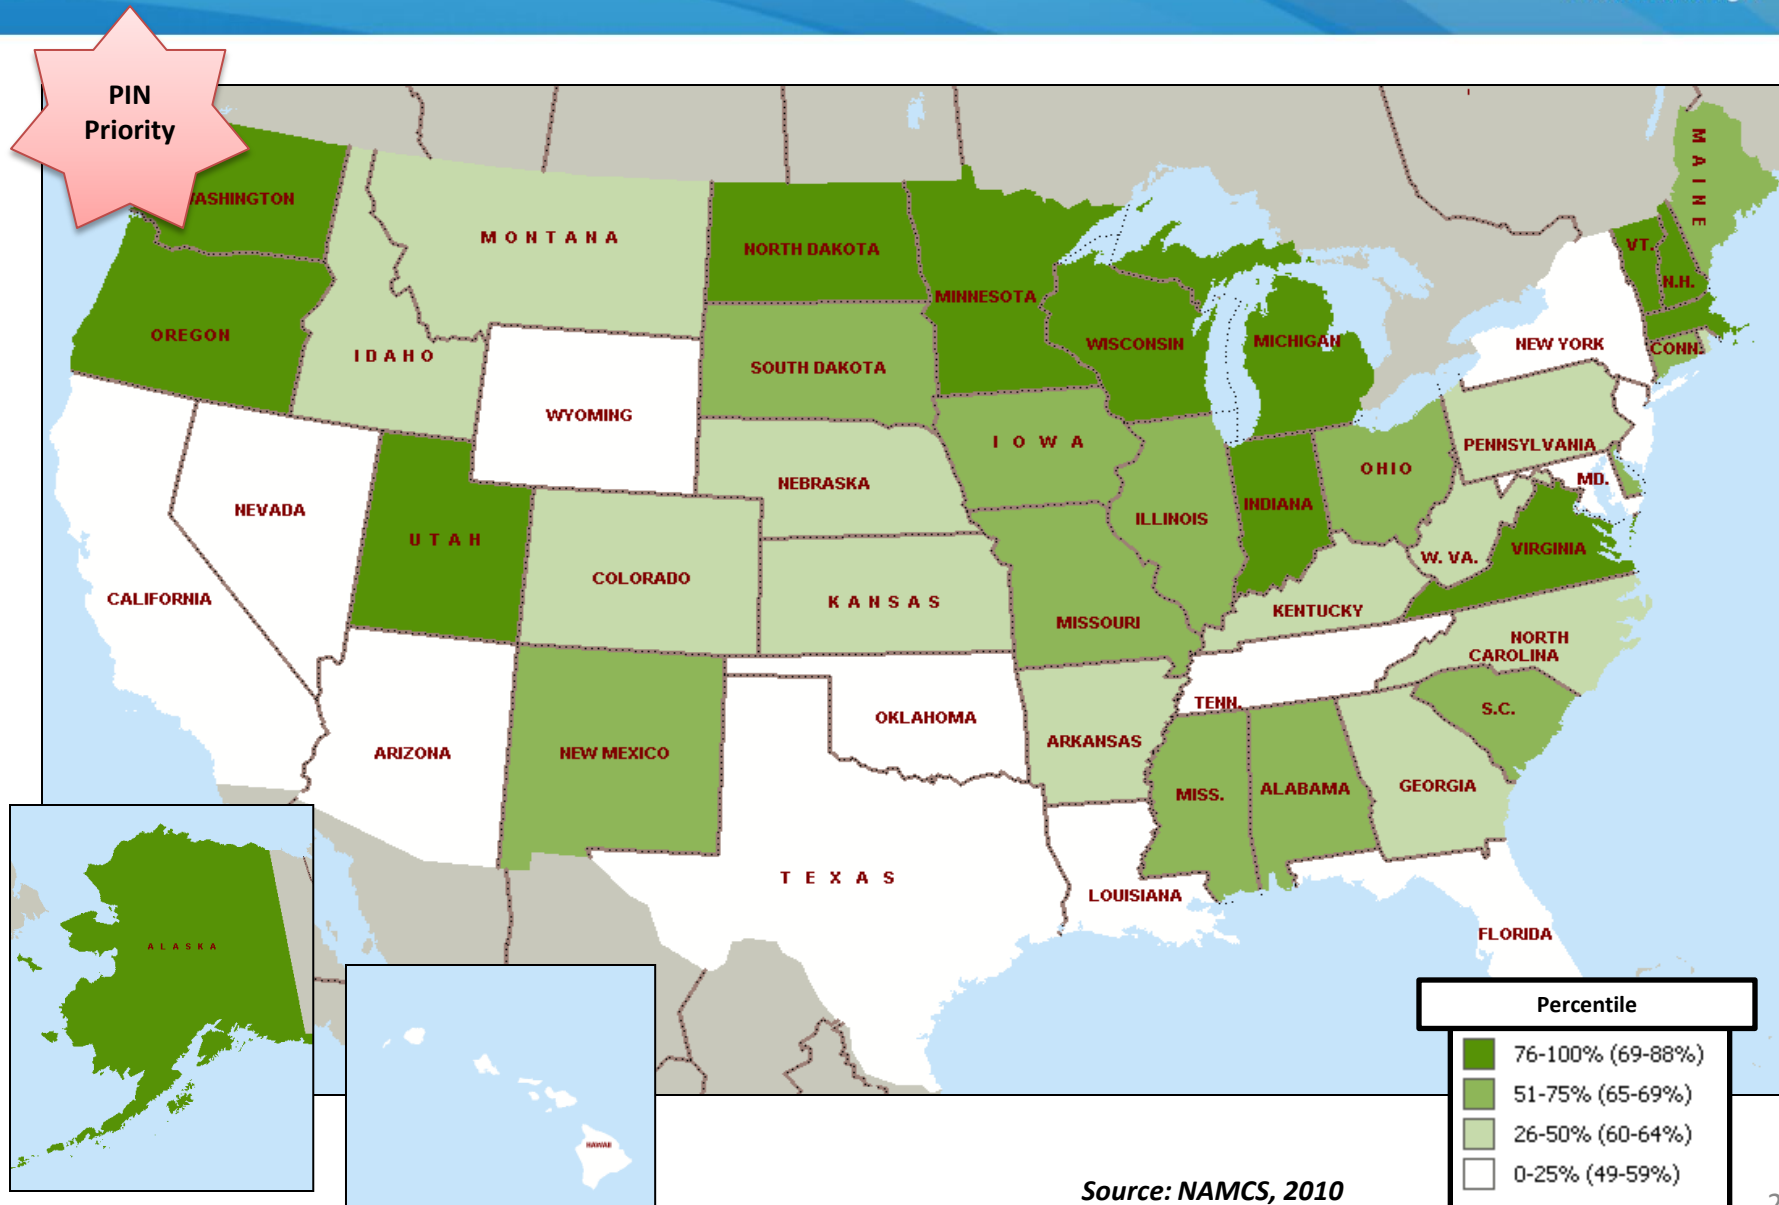 PIN
Priority
WASHINGTON
MONTANA
NORTH DAKOTA
MINNESOTA
MAINE
VT.
N.H.
OREGON
IDAHO
WISCONSIN
MICHIGAN
NEW YORK
CONN.
SOUTH DAKOTA
WYOMING
IOWA
PENNSYLVANIA
OHIO
MD.
NEBRASKA
NEVADA
UTAH
ILLINOIS
INDIANA
VIRGINIA
W. VA.
COLORADO
CALIFORNIA
KANSAS
KENTUCKY
MISSOURI
NORTH
CAROLINA
TENN.
S.C.
OKLAHOMA
ARIZONA
NEW MEXICO
ARKANSAS
GEORGIA
MISS.
ALABAMA
TEXAS
LOUISIANA
FLORIDA
ALASKA
HAWAII
Percentile
76-100% (69-88%)
51-75% (65-69%)
26-50% (60-64%)
0-25% (49-59%)
Source: NAMCS, 2010